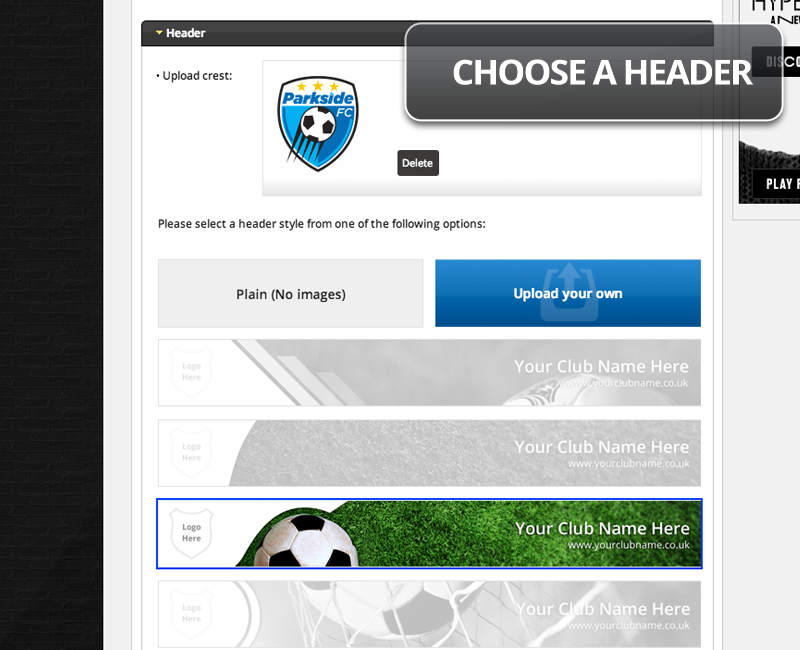 HYPE
A NEW
Header
CHOOSE A HEADER
DISCO
• Upload crest:
Parkside
FC
Delete
PLAY F
Please select a header style from one of the following options:
Plain (No images)
Upload your own
Logo
Here
Your Club Name Here
www.yourclubname.co.uk
Logo
Here
Your Club Name Here
www.yourclubname.co.uk
Logo
Here
Your Club Name Here
www.yourclubname.co.uk
Logo
Here
Your Club Name Here
www.yourclubname.co.uk